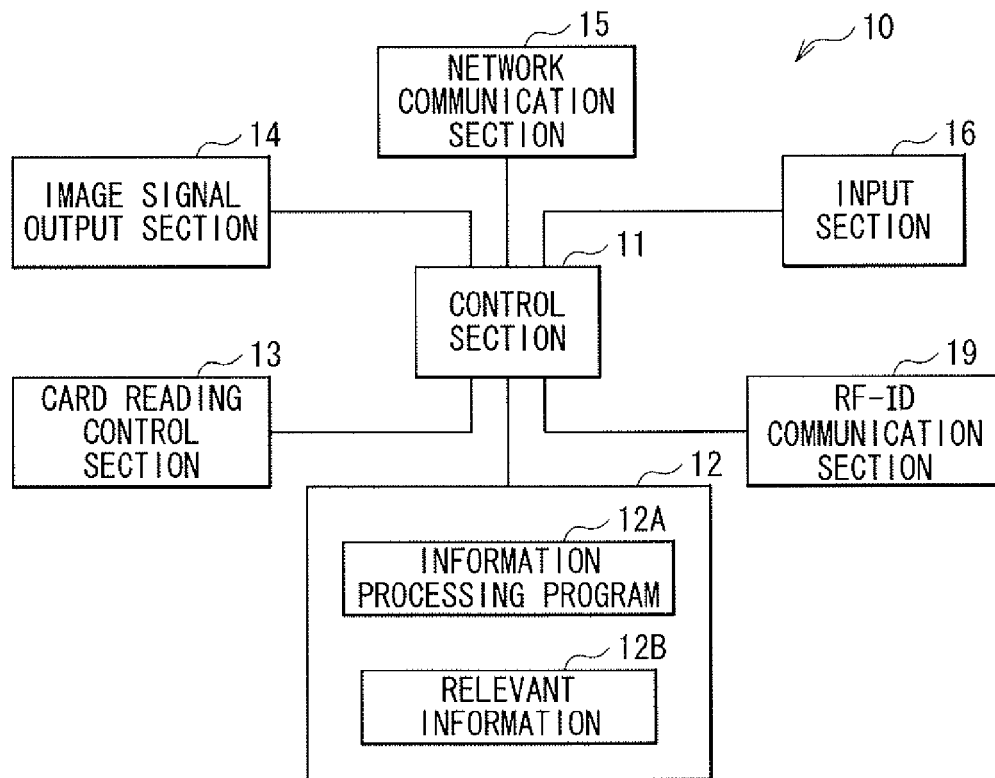 15
10
NETWORK
COMMUNICATION
SECTION
14
16
IMAGE SIGNAL
OUTPUT SECTION
INPUT
SECTION
11
CONTROL
SECTION
13
19
CARD READING
CONTROL
SECTION
RF-ID
COMMUNICATION
SECTION
12
12A
INFORMATION
PROCESSING PROGRAM
12B
RELEVANT
INFORMATION